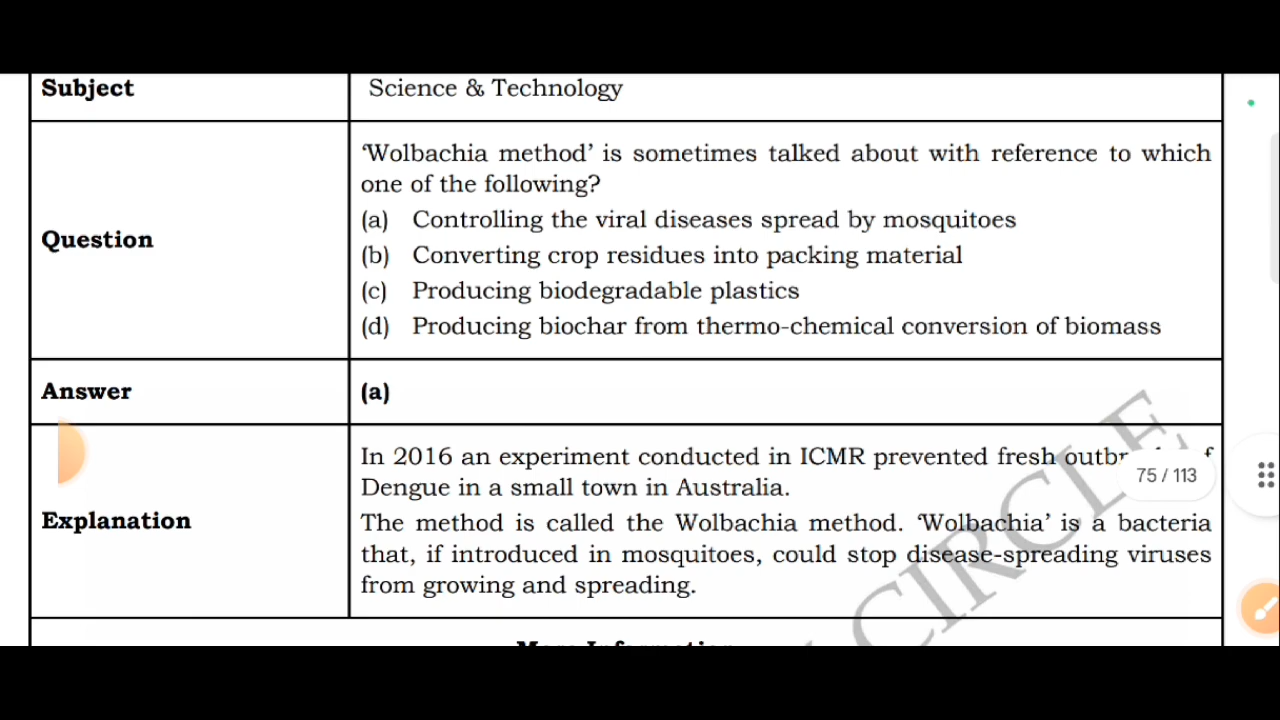 Subject
Science & Technology
Question
‘Wolbachia method’ is sometimes talked about with reference to which
one of the following?
(a) Controlling the viral diseases spread by mosquitoes
(b) Converting crop residues into packing material
(c) Producing biodegradable plastics
(d) Producing biochar from thermo-chemical conversion of biomass
Answer
(a)
Explanation
In 2016 an experiment conducted in ICMR prevented fresh
Dengue in a small town in Australia.
The method is called the Wolbachia method. ‘Wolbachia’ is a bacteria
that, if introduced in mosquitoes, could stop disease-spreading viruses
from growing and spreading.
75 / 113
CIRCLE